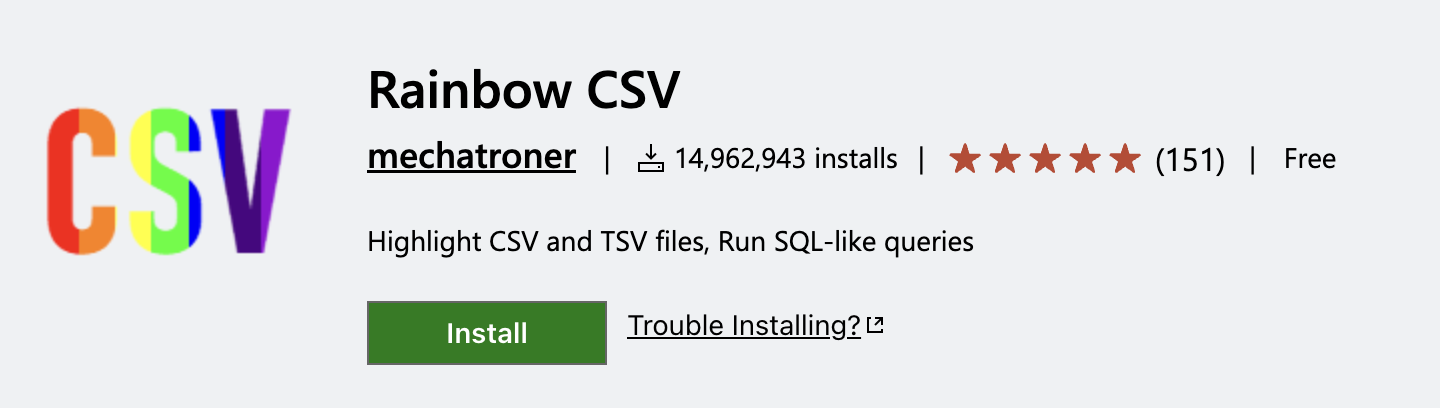 CSV
Rainbow CSV
mechatroner | 14,962,943 installs | (151) | Free
Highlight CSV and TSV files, Run SQL-like queries
Install Trouble Installing?